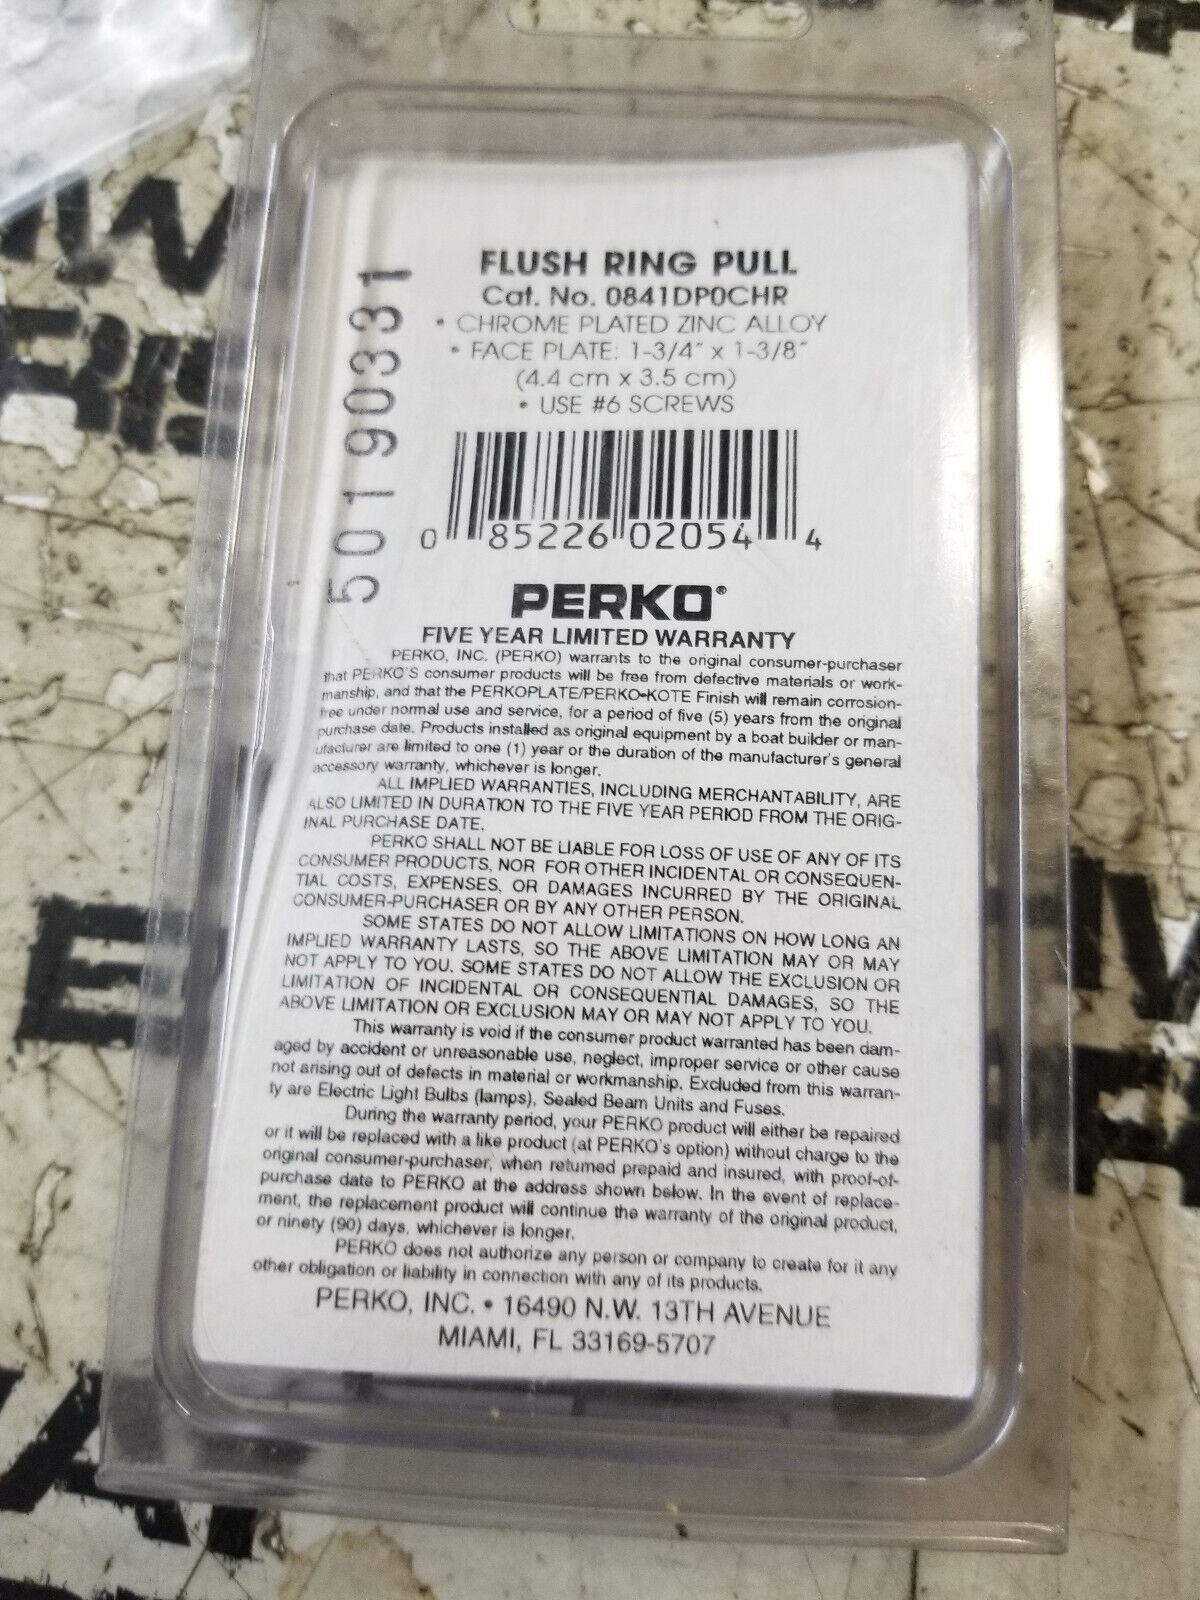 FLUSH RING PULL
Cat. No. 0841DP0CHR
• CHROME PLATED ZINC ALLOY
• FACE PLATE: 1-3/4" x 1-3/8"
(4.4 cm x 3.5 cm)
• USE #6 SCREWS
50190331
0 85226 02054 4
PERKO®
FIVE YEAR LIMITED WARRANTY
PERKO, INC. (PERKO) warrants to the original consumer-purchaser
that PERKO'S consumer products will be free from defective materials or work-
manship, and that the PERKOPLATE/PERKO-KOTE Finish will remain corrosion-
free under normal use and service, for a period of five (5) years from the original
purchase date. Products installed as original equipment by a boat builder or man-
ufacturer are limited to one (1) year or the duration of the manufacturer's general
accessory warranty, whichever is longer.
ALL IMPLIED WARRANTIES, INCLUDING MERCHANTABILITY, ARE
ALSO LIMITED IN DURATION TO THE FIVE YEAR PERIOD FROM THE ORIG-
INAL PURCHASE DATE.
PERKO SHALL NOT BE LIABLE FOR LOSS OF USE OF ANY OF ITS
CONSUMER PRODUCTS, NOR FOR OTHER INCIDENTAL OR CONSEQUEN-
TIAL COSTS, EXPENSES, OR DAMAGES INCURRED BY THE ORIGINAL
CONSUMER-PURCHASER OR BY ANY OTHER PERSON.
SOME STATES DO NOT ALLOW LIMITATIONS ON HOW LONG AN
IMPLIED WARRANTY LASTS, SO THE ABOVE LIMITATION MAY OR MAY
NOT APPLY TO YOU. SOME STATES DO NOT ALLOW THE EXCLUSION OR
LIMITATION OF INCIDENTAL OR CONSEQUENTIAL DAMAGES, SO THE
ABOVE LIMITATION OR EXCLUSION MAY OR MAY NOT APPLY TO YOU.
This warranty is void if the consumer product warranted has been dam-
aged by accident or unreasonable use, neglect, improper service or other cause
not arising out of defects in material or workmanship. Excluded from this warran-
ty are Electric Light Bulbs (lamps), Sealed Beam Units and Fuses.
During the warranty period, your PERKO product will either be repaired
or it will be replaced with a like product (at PERKO's option) without charge to the
original consumer-purchaser, when returned prepaid and insured, with proof-of-
purchase date to PERKO at the address shown below. In the event of replace-
ment, the replacement product will continue the warranty of the original product,
or ninety (90) days, whichever is longer.
PERKO does not authorize any person or company to create for it any
other obligation or liability in connection with any of its products.
PERKO, INC. • 16490 N.W. 13TH AVENUE
MIAMI, FL 33169-5707